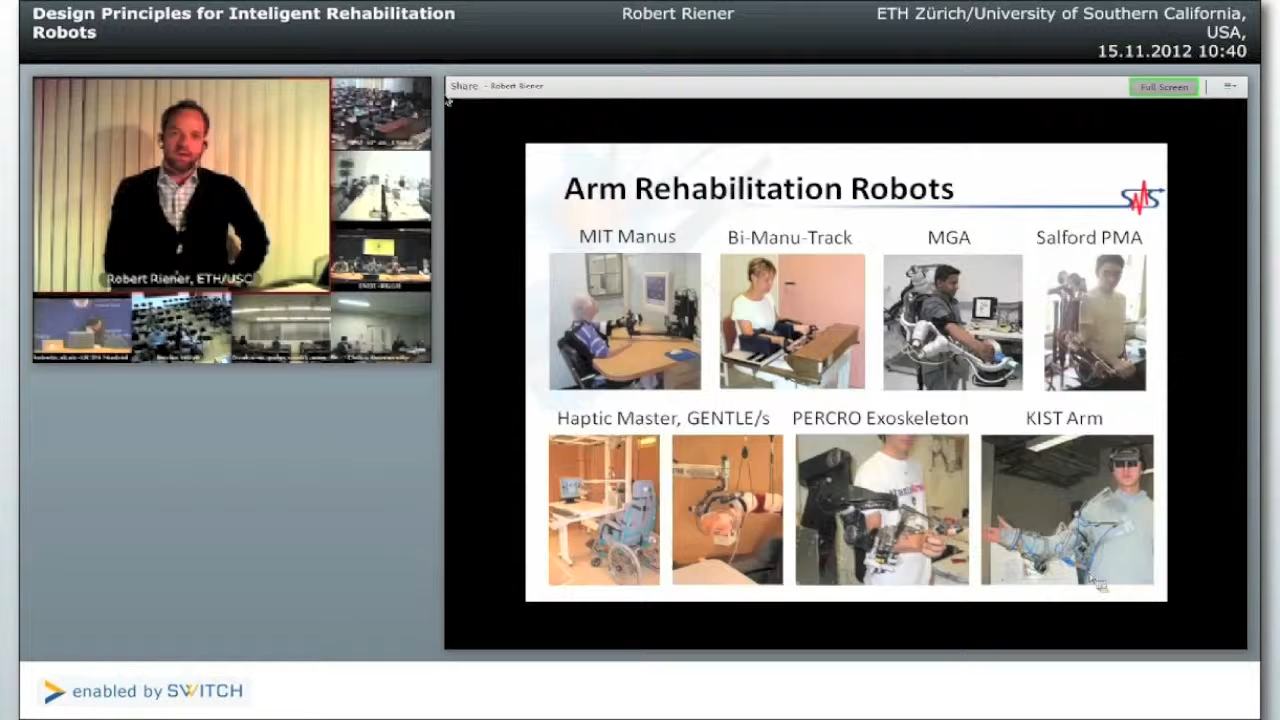 Design Principles for Inteligent Rehabilitation
Robots
Robert Riener
ETH Zürich/University of Southern California,
USA,
15.11.2012 10:40
Robert Riener, ETH/USC
Share - Robert Riener
Full Screen
Arm Rehabilitation Robots
SMS
MIT Manus
Bi-Manu-Track
MGA
Salford PMA
Haptic Master, GENTLE/s
PERCRO Exoskeleton
KIST Arm
enabled by SWITCH